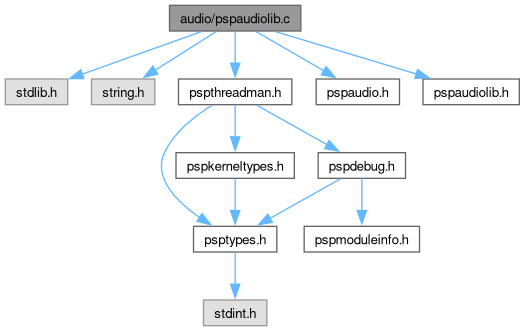 audio/pspaudiolib.c
stdlib.h
string.h
pspthreadman.h
pspaudio.h
pspaudiolib.h
pspkerneltypes.h
pspdebug.h
psptypes.h
pspmoduleinfo.h
stdint.h